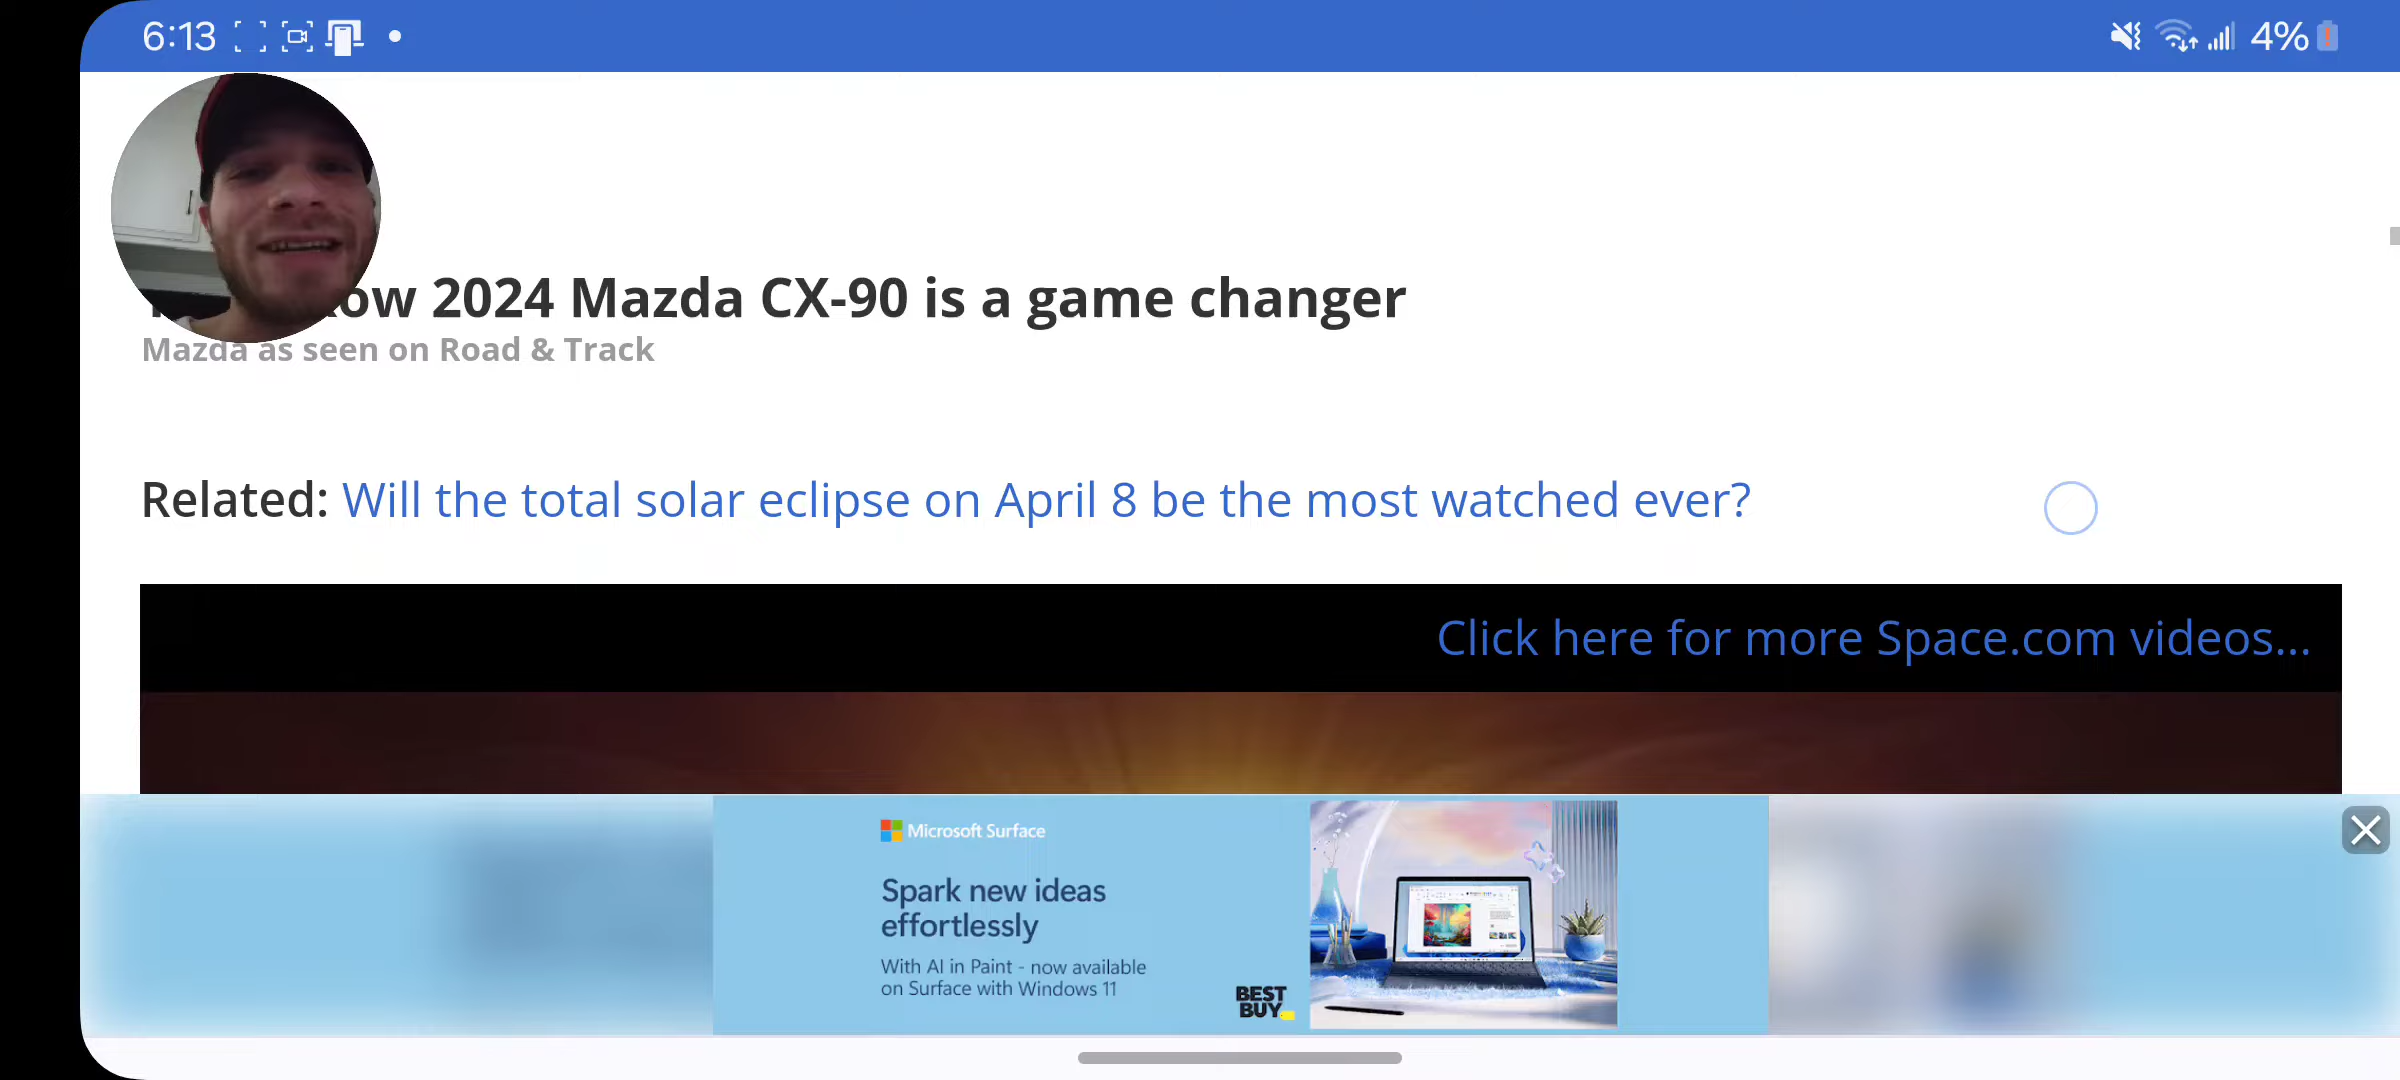 6:13
4%
ow 2024 Mazda CX-90 is a game changer
Mazda as seen on Road & Track
Related: Will the total solar eclipse on April 8 be the most watched ever?
Click here for more Space.com videos...
Microsoft Surface
Spark new ideas
effortlessly
With AI in Paint - now available
on Surface with Windows 11
BEST
BUY